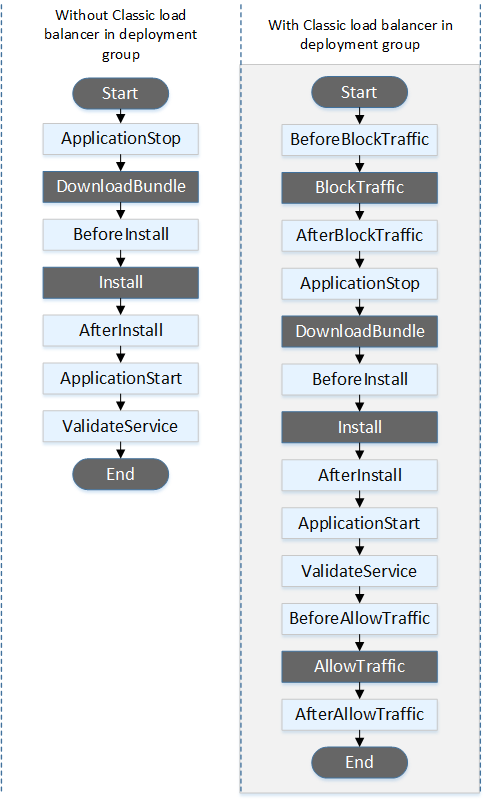 Without Classic load
balancer in deployment
group
Start
ApplicationStop
DownloadBundle
BeforeInstall
Install
AfterInstall
ApplicationStart
ValidateService
End
With Classic load balancer in
deployment group
Start
BeforeBlockTraffic
BlockTraffic
AfterBlockTraffic
ApplicationStop
DownloadBundle
BeforeInstall
Install
AfterInstall
ApplicationStart
ValidateService
BeforeAllowTraffic
AllowTraffic
AfterAllowTraffic
End